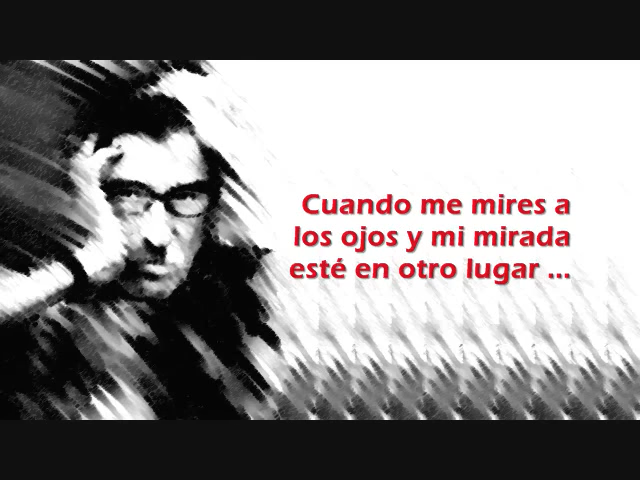 Cuando me mires a
los ojos y mi mirada
esté en otro lugar ...